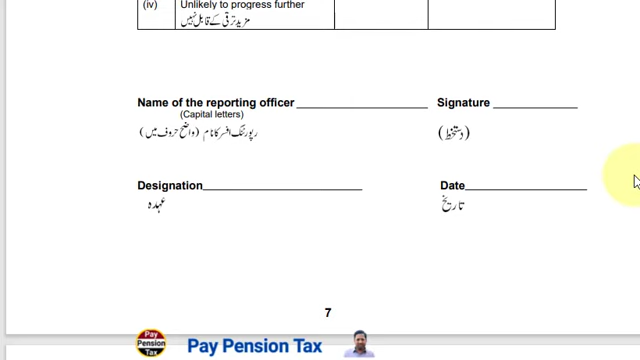 (iv) Unlikely to progress further
مزید ترقی کے قابل نہیں
Name of the reporting officer Signature
(Capital letters)
رپورٹنگ افسر کا نام (واضح حروف میں) (دستخط)
Designation Date
عہدہ تاریخ
7
Pay Pension Tax Pay Pension Tax